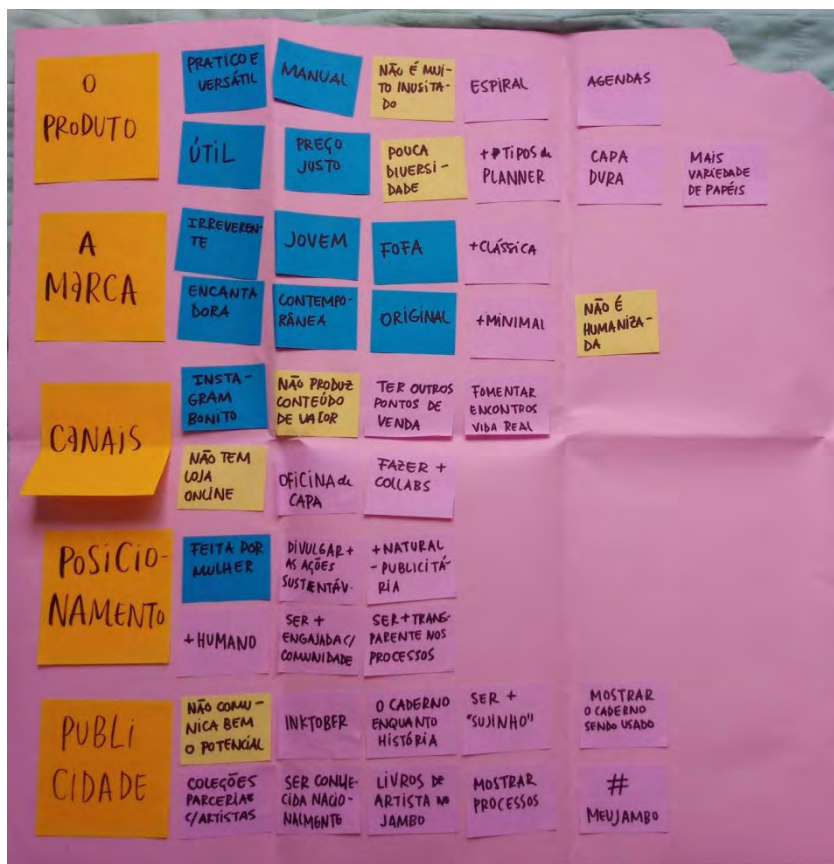 O
PRODUTO
PRATICO E
VERSÁTIL
MANUAL
NÃO É MUI-
TO INUSITA-
DO
ESPIRAL
AGENDAS
ÚTIL
PREÇO
JUSTO
POUCA
DIVERSI-
DADE
+ # TIPOS de
PLANNER
CAPA
DURA
MAIS
VARIEDADE
DE PAPÉIS
A
MARCA
IRREVEREN-
TE
JOVEM
FOFA
+CLÁSSICA
ENCANTA
DORA
CONTEMPO-
RÂNEA
ORIGINAL
+MINIMAL
NÃO É
HUMANIZA-
DA
CANAIS
INSTA-
GRAM
BONITO
NÃO PRODUZ
CONTEÚDO
DE VALOR
TER OUTROS
PONTOS DE
VENDA
FOMENTAR
ENCONTROS
VIDA REAL
NÃO TEM
LOJA
ONLINE
OFICINA de
CAPA
FAZER +
COLLABS
POSICIO-
NAMENTO
FEITA POR
MULHER
DIVULGAR +
AS AÇÕES
SUSTENTÁV.
+NATURAL
-PUBLICITÁ-
RIA
+ HUMANO
SER +
ENGAJADA C/
COMUNIDADE
SER + TRANS-
PARENTE NOS
PROCESSOS
PUBLI
CIDADE
NÃO COMU-
NICA BEM
O POTENCIAL
INKTOBER
O CADERNO
ENQUANTO
HISTÓRIA
SER +
"SUJINHO"
MOSTRAR
O CADERNO
SENDO USADO
COLEÇÕES
PARCERIAS
C/ARTISTAS
SER CONHE-
CIDA NACIO-
NALMENTE
LIVROS DE
ARTISTA NO
JAMBO
MOSTRAR
PROCESSOS
#
MEUJAMBO